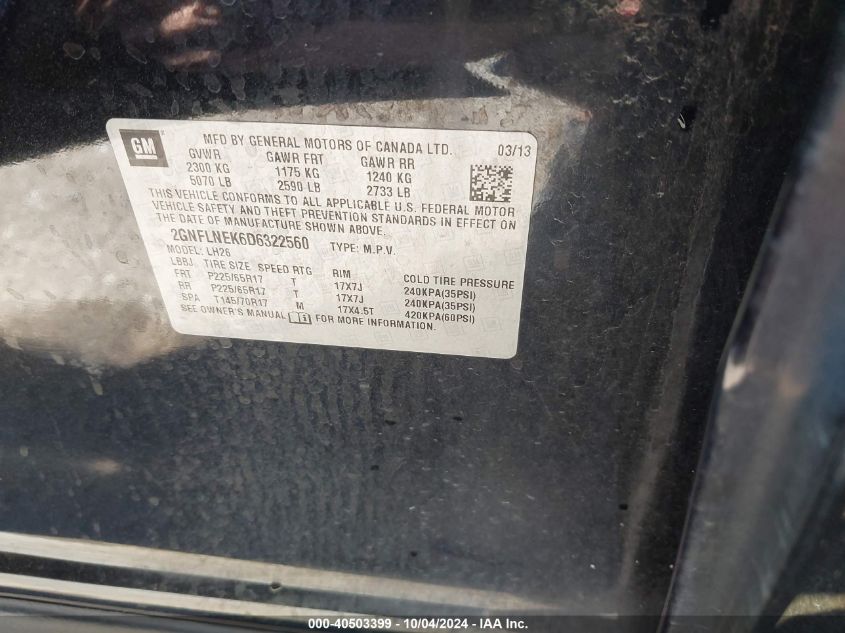 GM
MFD BY GENERAL MOTORS OF CANADA LTD. 03/13
GVWR GAWR FRT GAWR RR
2300 KG 1175 KG 1240 KG
5070 LB 2590 LB 2733 LB
THIS VEHICLE CONFORMS TO ALL APPLICABLE U.S. FEDERAL MOTOR
VEHICLE SAFETY AND THEFT PREVENTION STANDARDS IN EFFECT ON
THE DATE OF MANUFACTURE SHOWN ABOVE.
2GNFLNEK6D6322560 TYPE: M.P.V.
MODEL: LH26
LBBJ TIRE SIZE SPEED RTG RIM COLD TIRE PRESSURE
FRT P225/65R17 T 17X7J 240KPA(35PSI)
RR P225/65R17 T 17X7J 240KPA(35PSI)
SPA T145/70R17 M 17X4.5T 420KPA(60PSI)
SEE OWNER'S MANUAL FOR MORE INFORMATION.
000-40503399 - 10/04/2024 - IAA Inc.